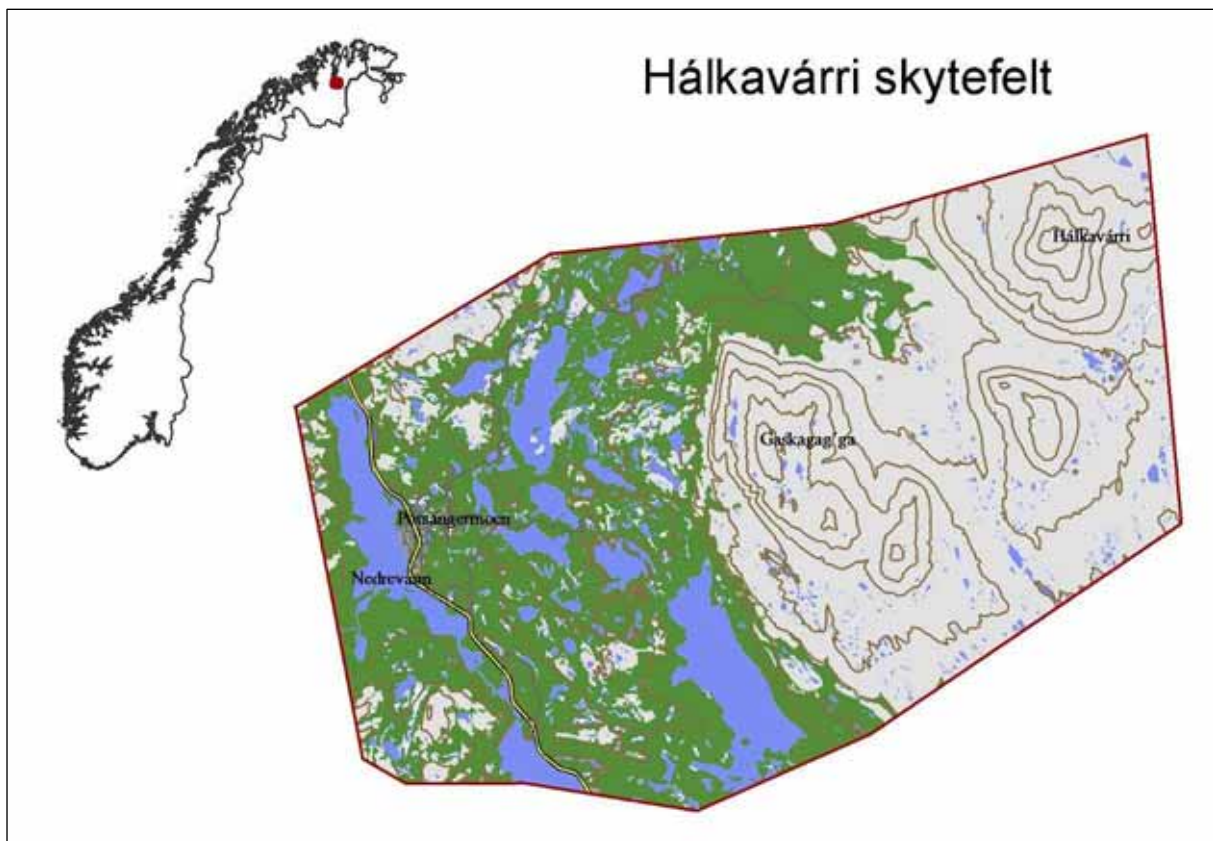 Hálkavárri skytefelt
Hálkavárri
Gaskagag'ga
Porsangermoen
Nedrevann